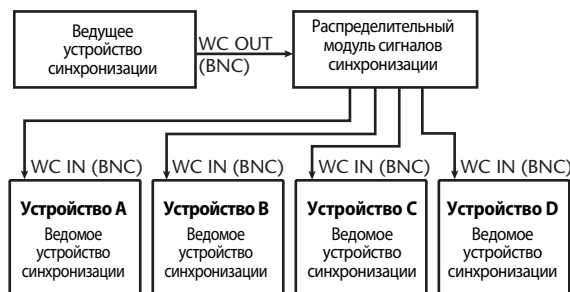 Ведущее
устройство
синхронизации
WC OUT
(BNC)
Распределительный
модуль сигналов
синхронизации
WC IN (BNC)
WC IN (BNC)
WC IN (BNC)
WC IN (BNC)
Устройство A
Ведомое
устройство
синхронизации
Устройство B
Ведомое
устройство
синхронизации
Устройство C
Ведомое
устройство
синхронизации
Устройство D
Ведомое
устройство
синхронизации